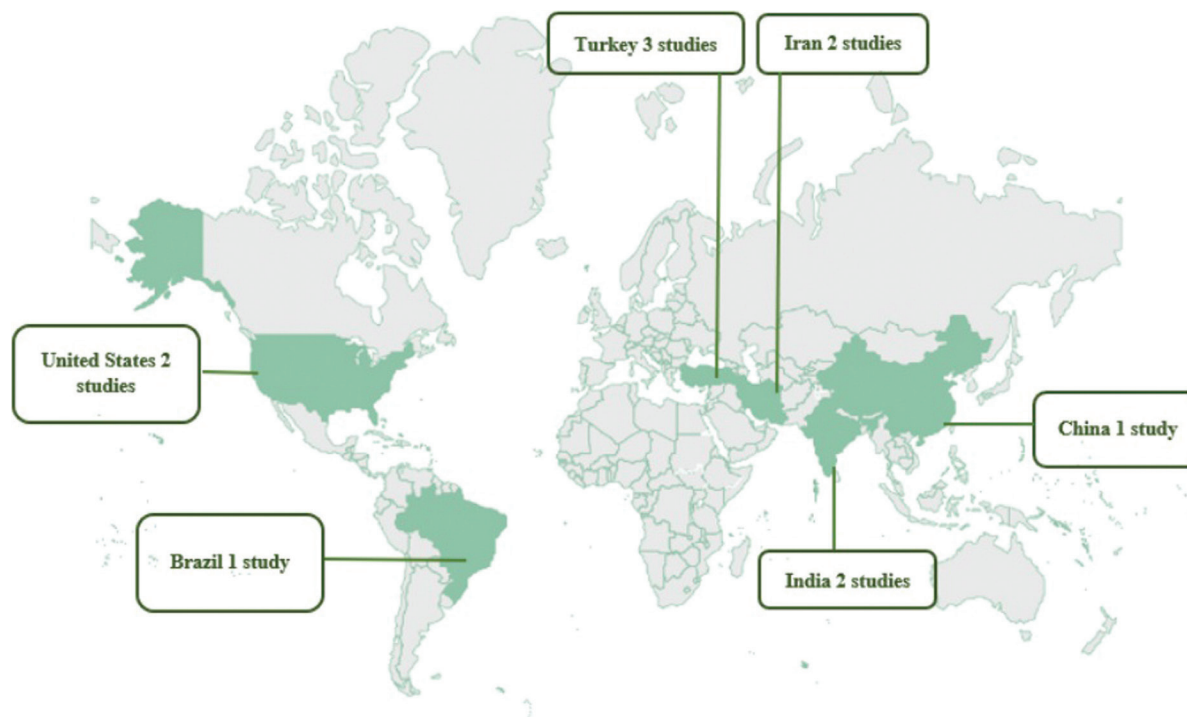 Turkey 3 studies
Iran 2 studies
United States 2
studies
China 1 study
Brazil 1 study
India 2 studies